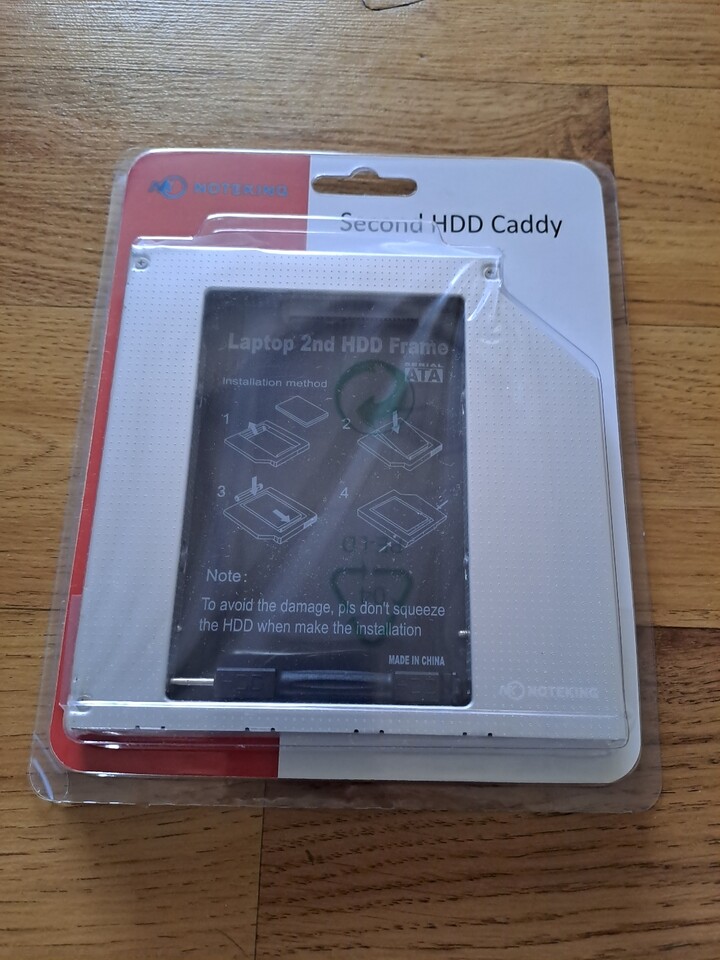 NOTEKING
Second HDD Caddy
Laptop 2nd HDD Frame
SERIAL
ATA
Installation method
1
2
3
4
Note:
To avoid the damage, pls don't squeeze
the HDD when make the installation
MADE IN CHINA
NOTEKING